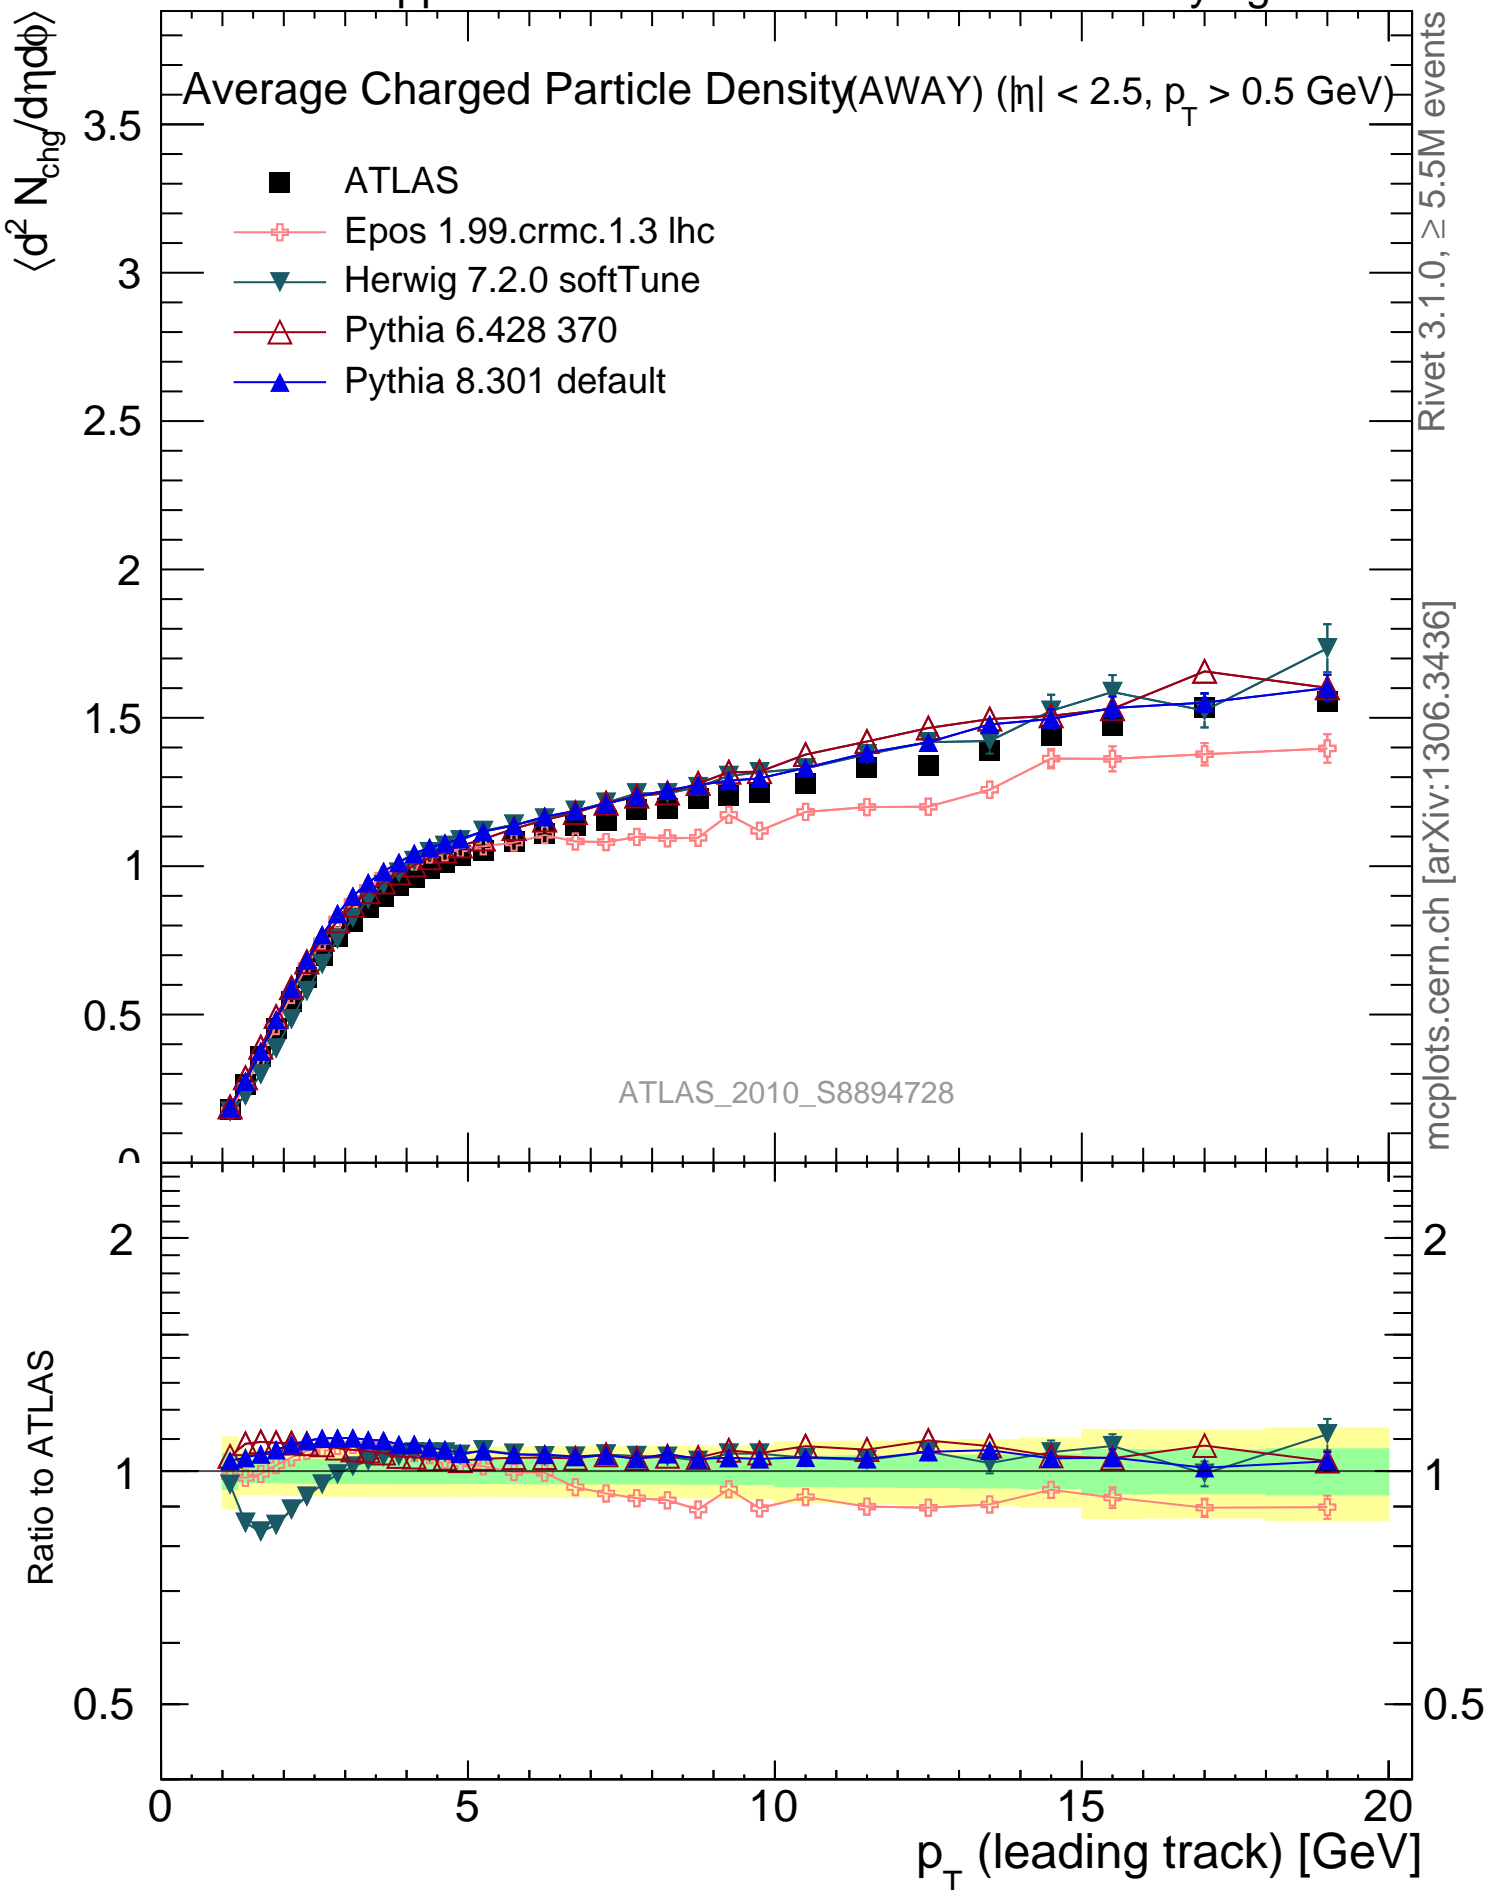 Average Charged Particle Density (AWAY) (|η| < 2.5, p_T > 0.5 GeV)
⟨d² N_chg/dηdϕ⟩
ATLAS
Epos 1.99.crmc.1.3 lhc
Herwig 7.2.0 softTune
Pythia 6.428 370
Pythia 8.301 default
3.5
3
2.5
2
1.5
1
0.5
0
ATLAS_2010_S8894728
Rivet 3.1.0, ≥ 5.5M events
mcplots.cern.ch [arXiv:1306.3436]
Ratio to ATLAS
2
1
0.5
2
1
0.5
0
5
10
15
20
p_T (leading track) [GeV]